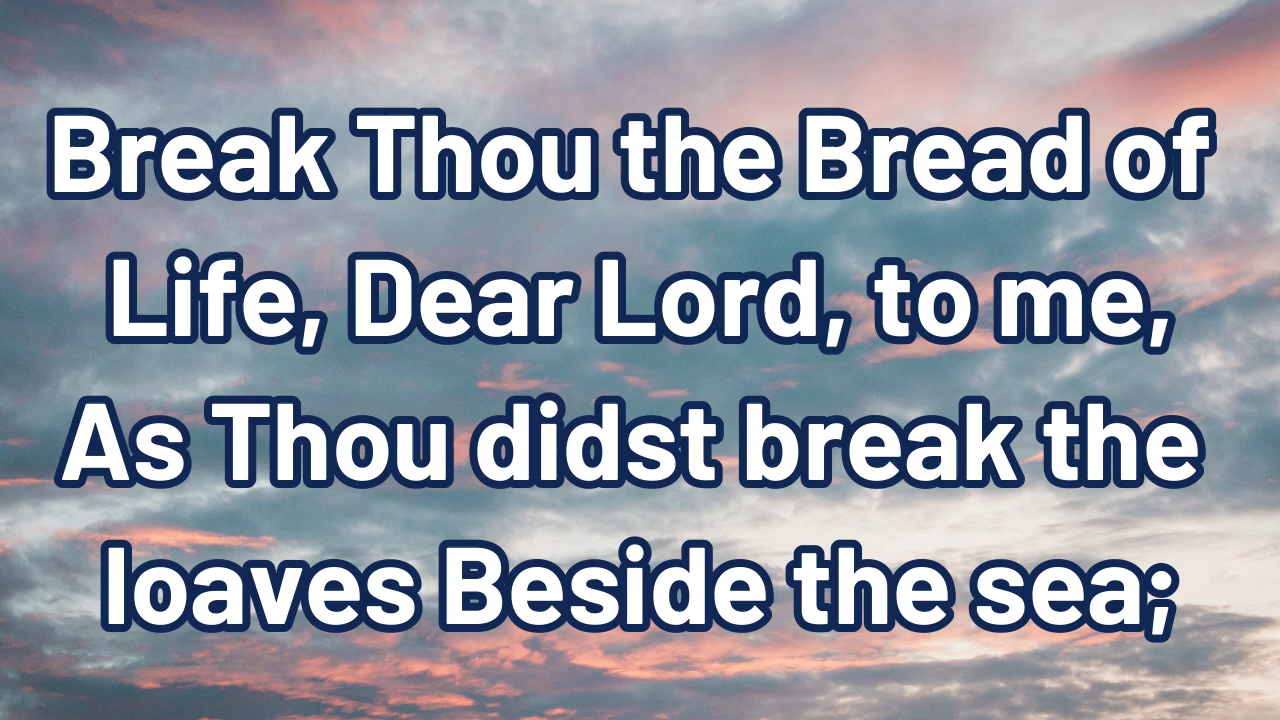 Break Thou the Bread of
Life, Dear Lord, to me,
As Thou didst break the
loaves Beside the sea;